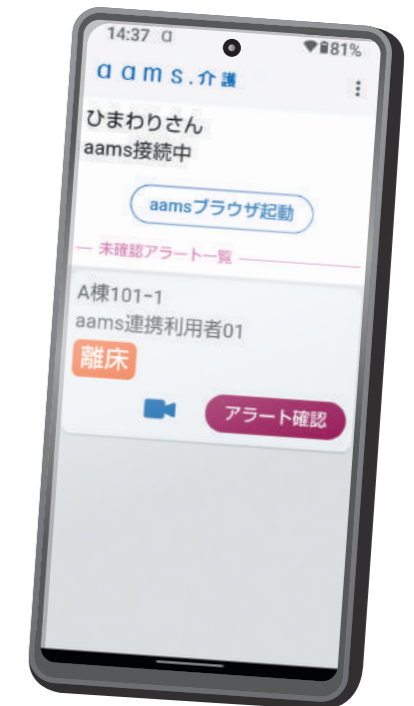 14:37 a 81%
aams.介護
ひまわりさん
aams接続中
aamsブラウザ起動
未確認アラート一覧
A棟101-1
aams連携利用者01
離床
アラート確認